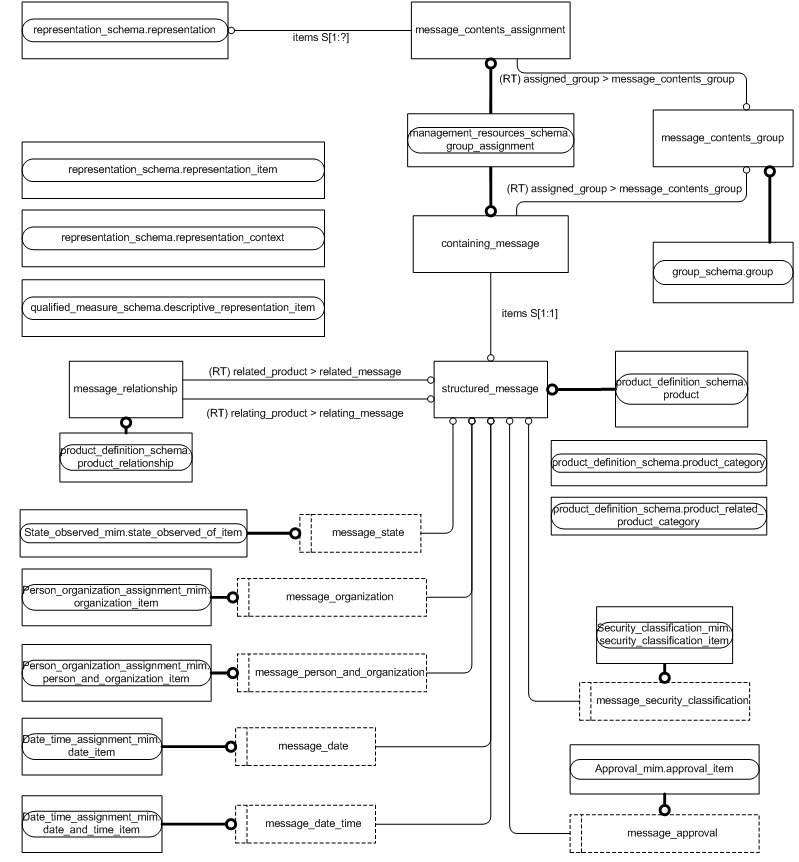 representation_schema.representation
items S[1:?]
message_contents_assignment
(RT) assigned_group > message_contents_group
management_resources_schema.
group_assignment
message_contents_group
representation_schema.representation_item
(RT) assigned_group > message_contents_group
representation_schema.representation_context
containing_message
group_schema.group
qualified_measure_schema.descriptive_representation_item
items S[1:1]
message_relationship
(RT) related_product > related_message
structured_message
(RT) relating_product > relating_message
product_definition_schema.
product
product_definition_schema.
product_relationship
product_definition_schema.product_category
product_definition_schema.product_related_
product_category
State_observed_mim.state_observed_of_item
message_state
Person_organization_assignment_mim.
organization_item
message_organization
Security_classification_mim.
security_classification_item
Person_organization_assignment_mim.
person_and_organization_item
message_person_and_organization
message_security_classification
Date_time_assignment_mim.
date_item
message_date
Approval_mim.approval_item
Date_time_assignment_mim.
date_and_time_item
message_date_time
message_approval